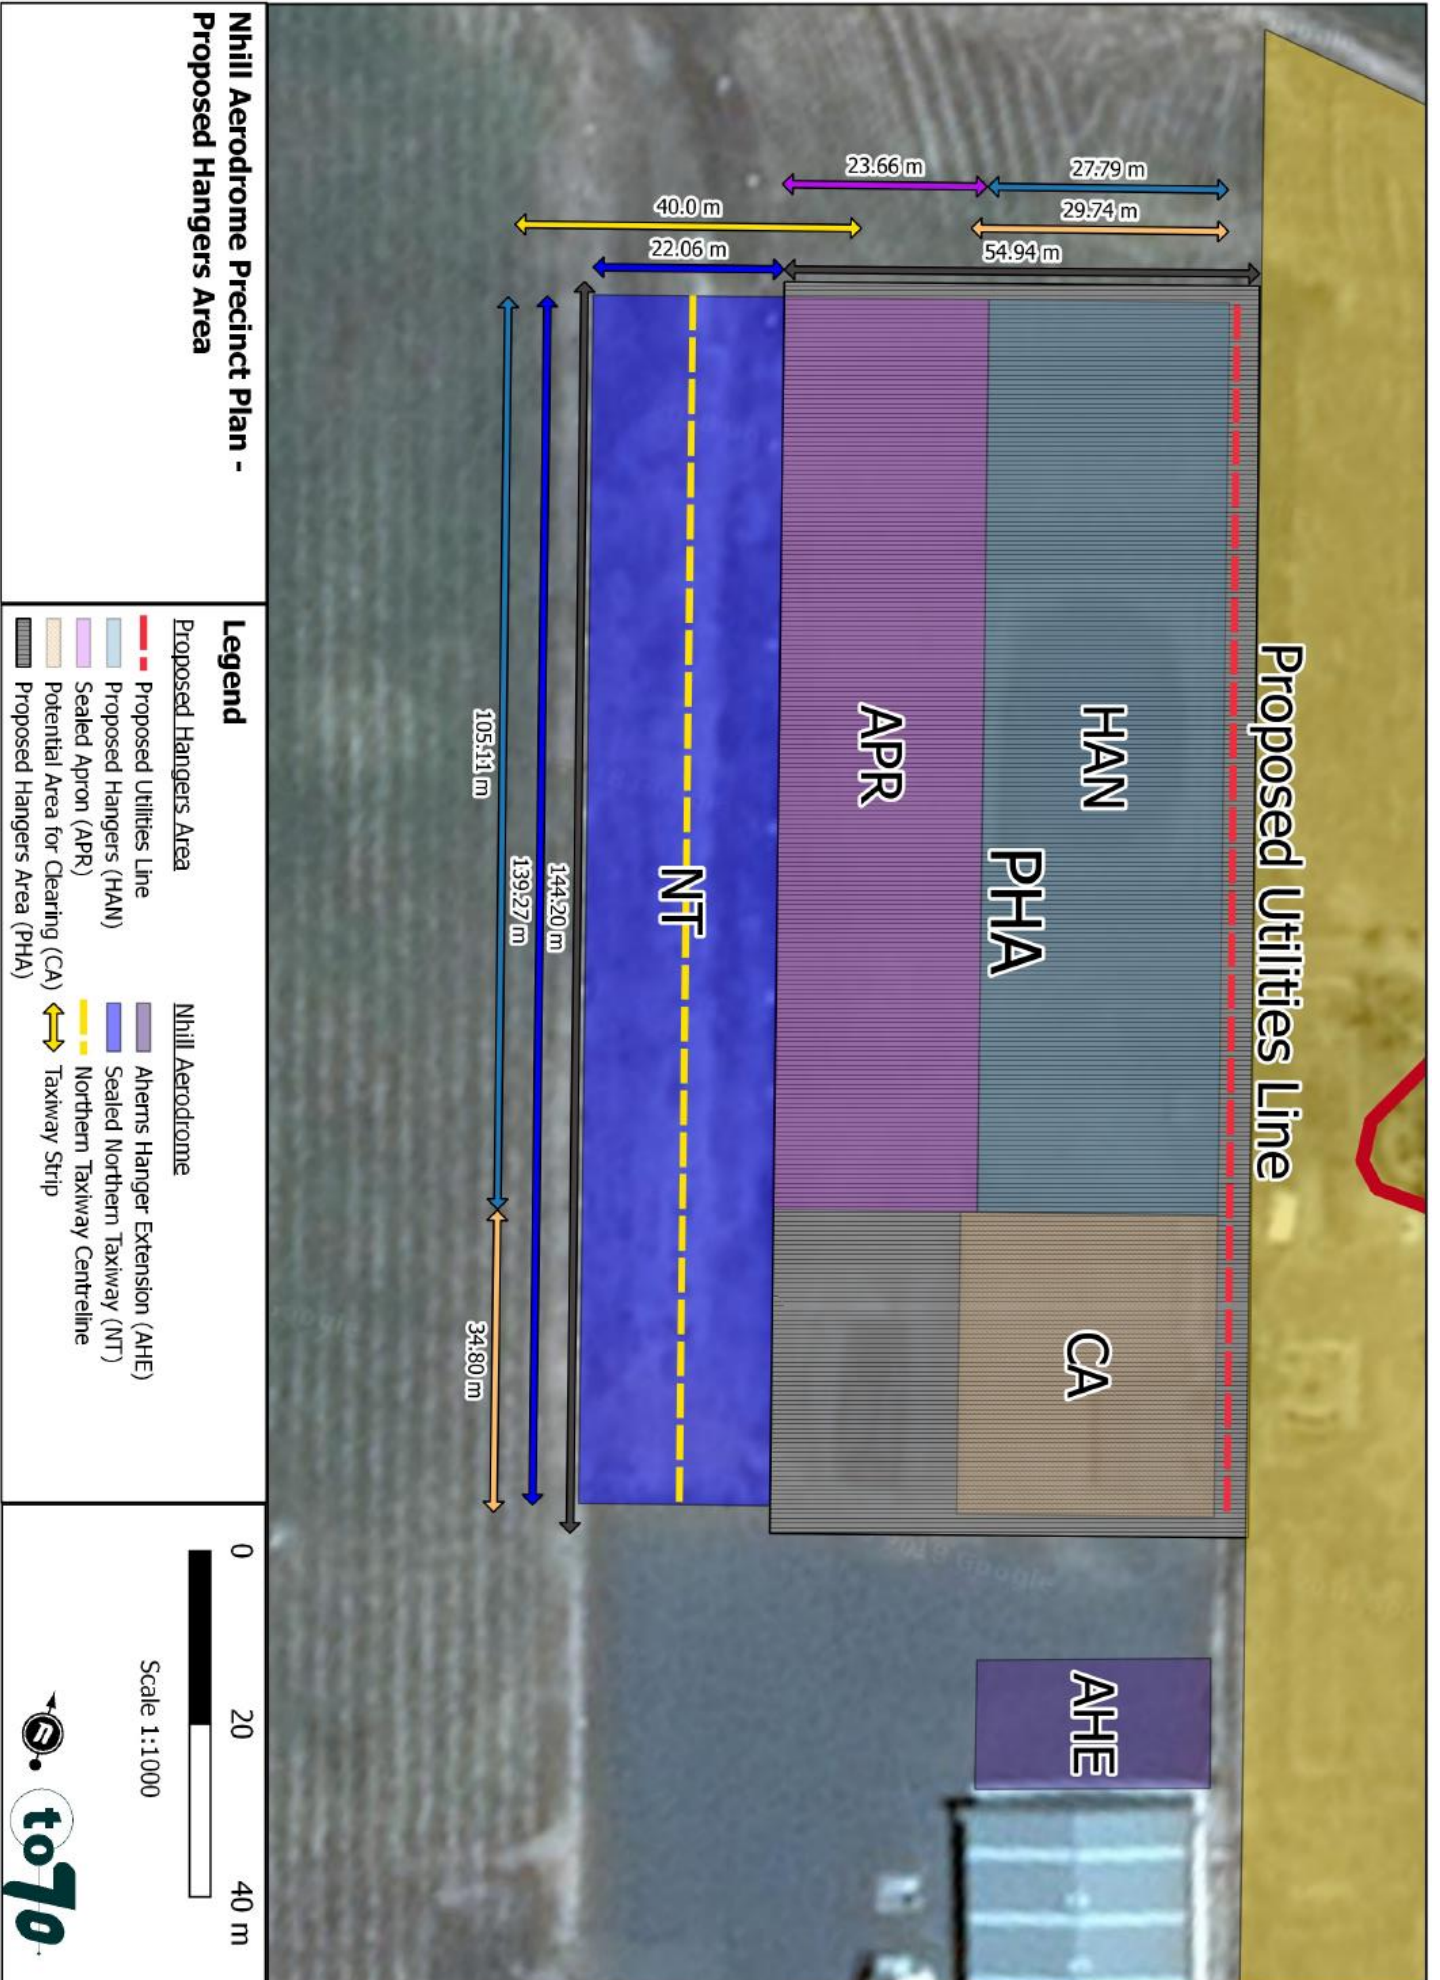 Proposed Utilities Line
27.79 m
29.74 m
54.94 m
23.66 m
40.0 m
22.06 m
HAN
PHA
APR
NT
CA
AHE
144.20 m
139.27 m
105.11 m
34.80 m
Google
2019 Google
Nhill Aerodrome Precinct Plan -
Proposed Hangers Area
Legend
Proposed Hangers Area
Proposed Utilities Line
Proposed Hangers (HAN)
Sealed Apron (APR)
Potential Area for Clearing (CA)
Proposed Hangers Area (PHA)
Nhill Aerodrome
Aherns Hanger Extension (AHE)
Sealed Northern Taxiway (NT)
Northern Taxiway Centreline
Taxiway Strip
0 20 40 m
Scale 1:1000
n
to70